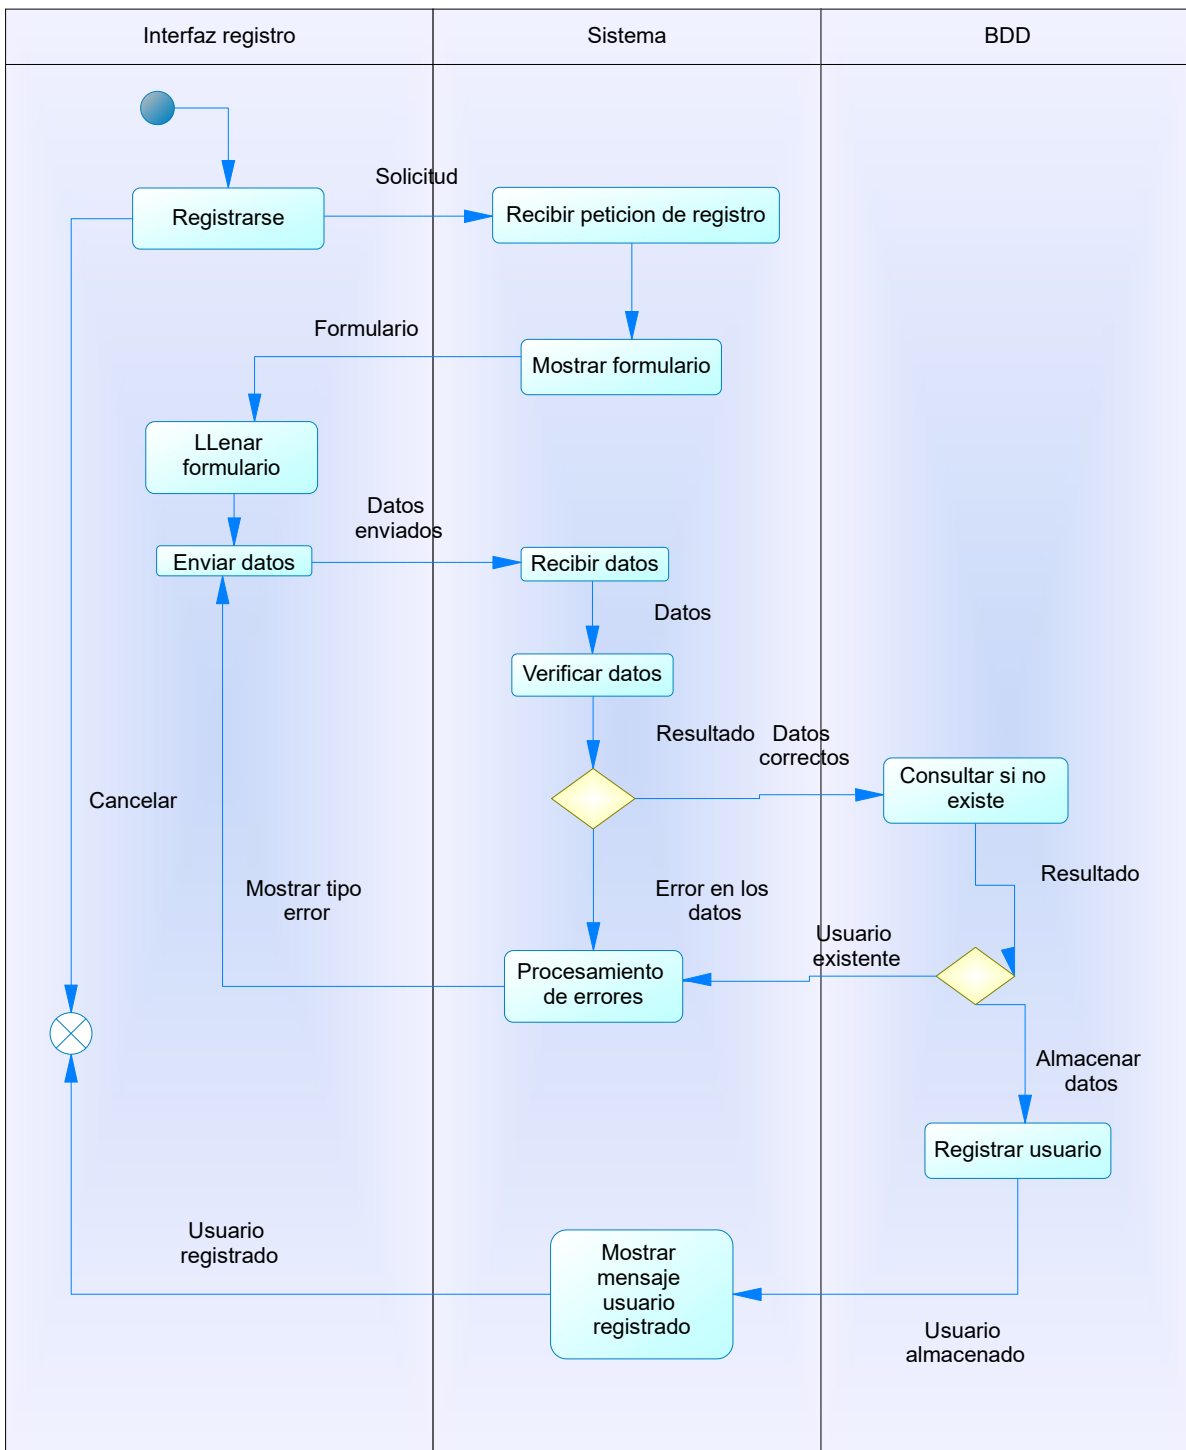 Interfaz registro
Sistema
BDD
Solicitud
Registrarse
Recibir peticion de registro
Formulario
Mostrar formulario
LLenar
formulario
Datos
enviados
Enviar datos
Recibir datos
Datos
Verificar datos
Resultado
Datos
correctos
Consultar si no
existe
Cancelar
Resultado
Mostrar tipo
error
Error en los
datos
Usuario
existente
Procesamiento
de errores
Almacenar
datos
Registrar usuario
Usuario
registrado
Mostrar
mensaje
usuario
registrado
Usuario
almacenado